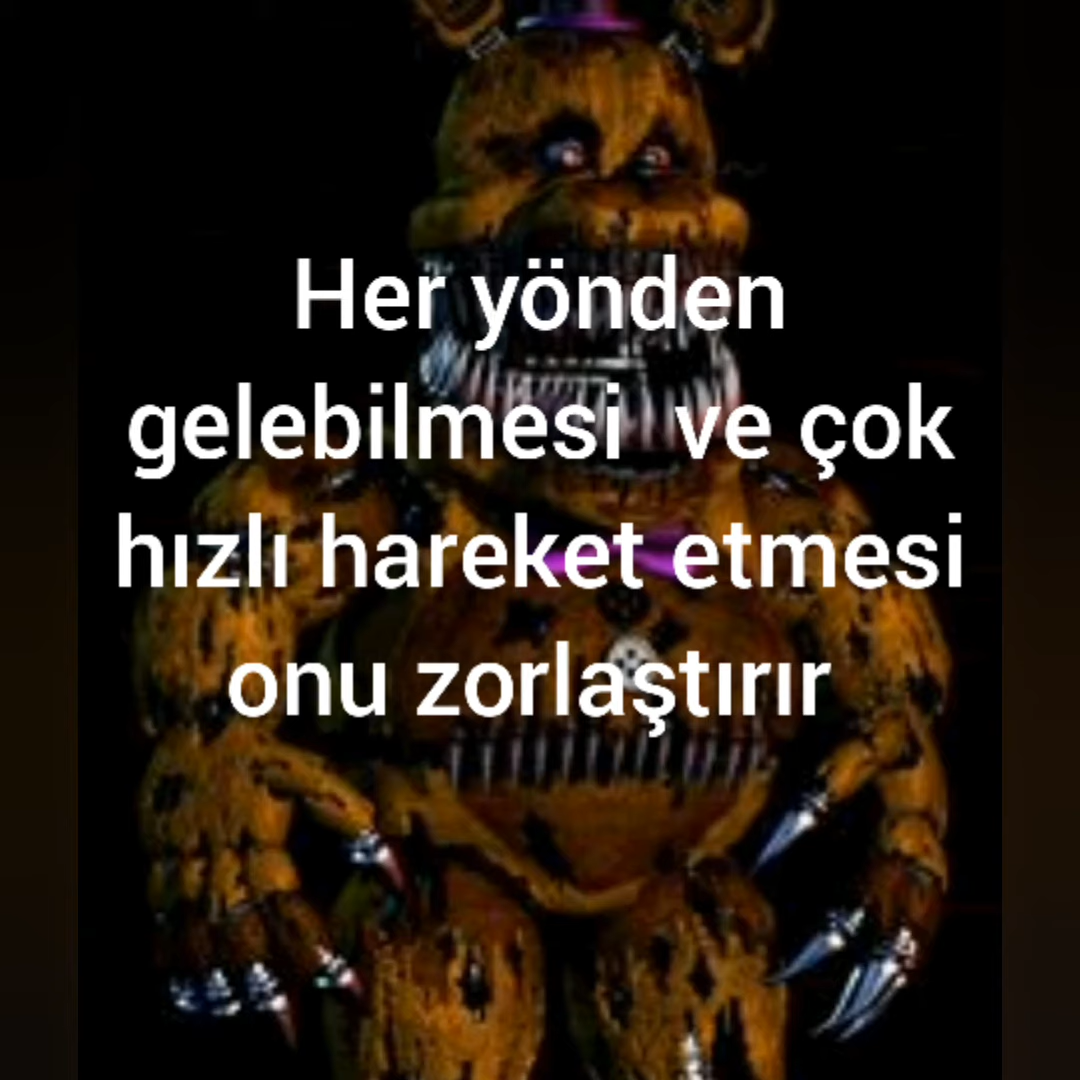 Her yönden
gelebilmesi  ve çok
hızlı hareket etmesi
onu zorlaştırır